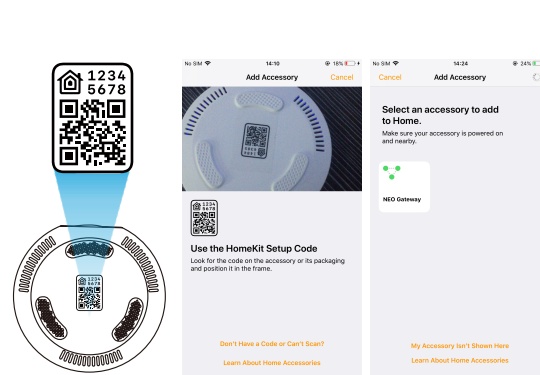 1234
5678
1234
5678
No SIM 14:10 18%
Add Accessory Cancel
1234
5678
Use the HomeKit Setup Code
Look for the code on the accessory or its packaging
and position it in the frame.
Don't Have a Code or Can't Scan?
Learn About Home Accessories
No SIM 14:24 24%
Cancel Add Accessory
Select an accessory to add
to Home.
Make sure your accessory is powered on
and nearby.
NEO Gateway
My Accessory Isn't Shown Here
Learn About Home Accessories